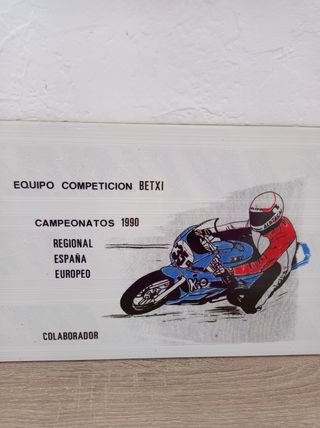 EQUIPO COMPETICION BETXI
CAMPEONATOS 1990
REGIONAL
ESPAÑA
EUROPEO
COLABORADOR